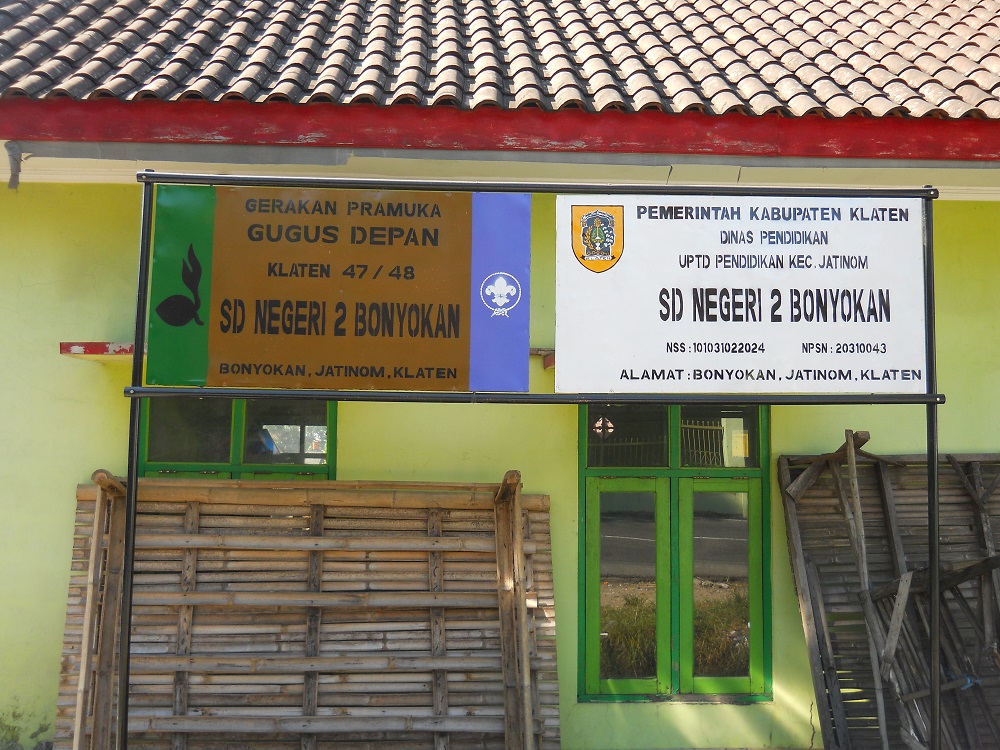 GERAKAN PRAMUKA
GUGUS DEPAN
KLATEN 47 / 48
SD NEGERI 2 BONYOKAN
BONYOKAN, JATINOM, KLATEN
PEMERINTAH KABUPATEN KLATEN
DINAS PENDIDIKAN
UPTD PENDIDIKAN KEC. JATINOM
SD NEGERI 2 BONYOKAN
NSS : 101031022024 NPSN : 20310043
ALAMAT : BONYOKAN, JATINOM, KLATEN
KLATEN